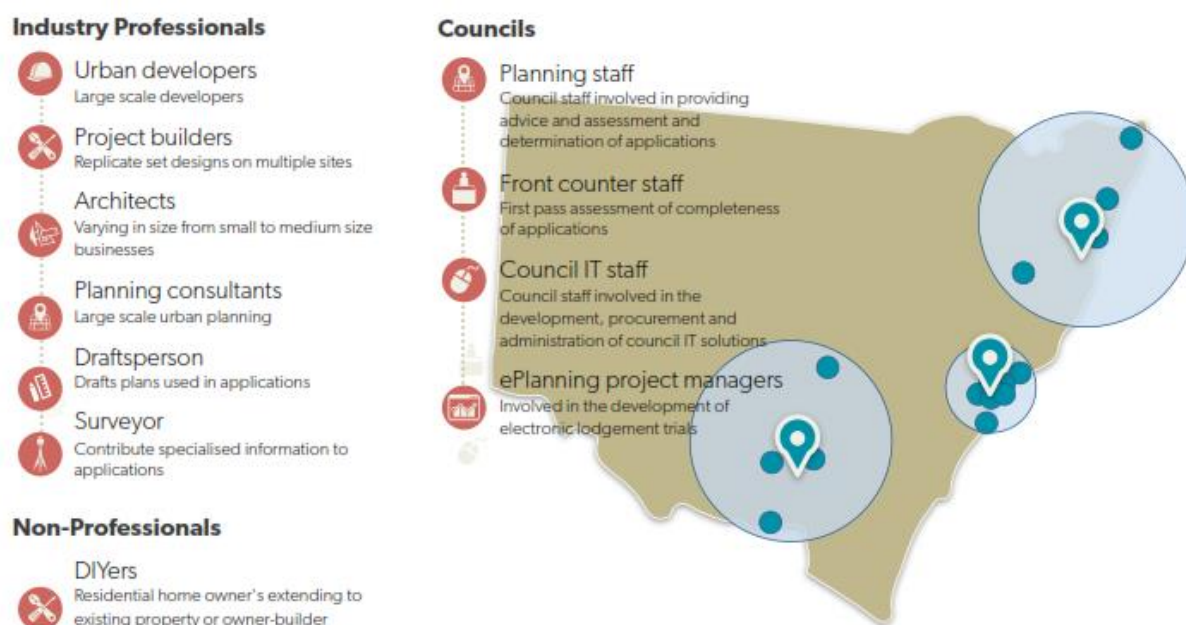 Industry Professionals
Urban developers
Large scale developers
Project builders
Replicate set designs on multiple sites
Architects
Varying in size from small to medium size
businesses
Planning consultants
Large scale urban planning
Draftsperson
Drafts plans used in applications
Surveyor
Contribute specialised information to
applications
Non-Professionals
DIYers
Residential home owner's extending to
existing property or owner-builder
Councils
Planning staff
Council staff involved in providing
advice and assessment and
determination of applications
Front counter staff
First pass assessment of completeness
of applications
Council IT staff
Council staff involved in the
development, procurement and
administration of council IT solutions
ePlanning project managers
Involved in the development of
electronic lodgement trials